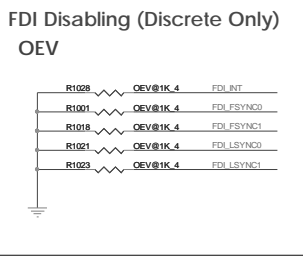 FDI Disabling (Discrete Only)
OEV
R1028 OEV@1K_4 FDI_INT
R1001 OEV@1K_4 FDI_FSYNC0
R1018 OEV@1K_4 FDI_FSYNC1
R1021 OEV@1K_4 FDI_LSYNC0
R1023 OEV@1K_4 FDI_LSYNC1